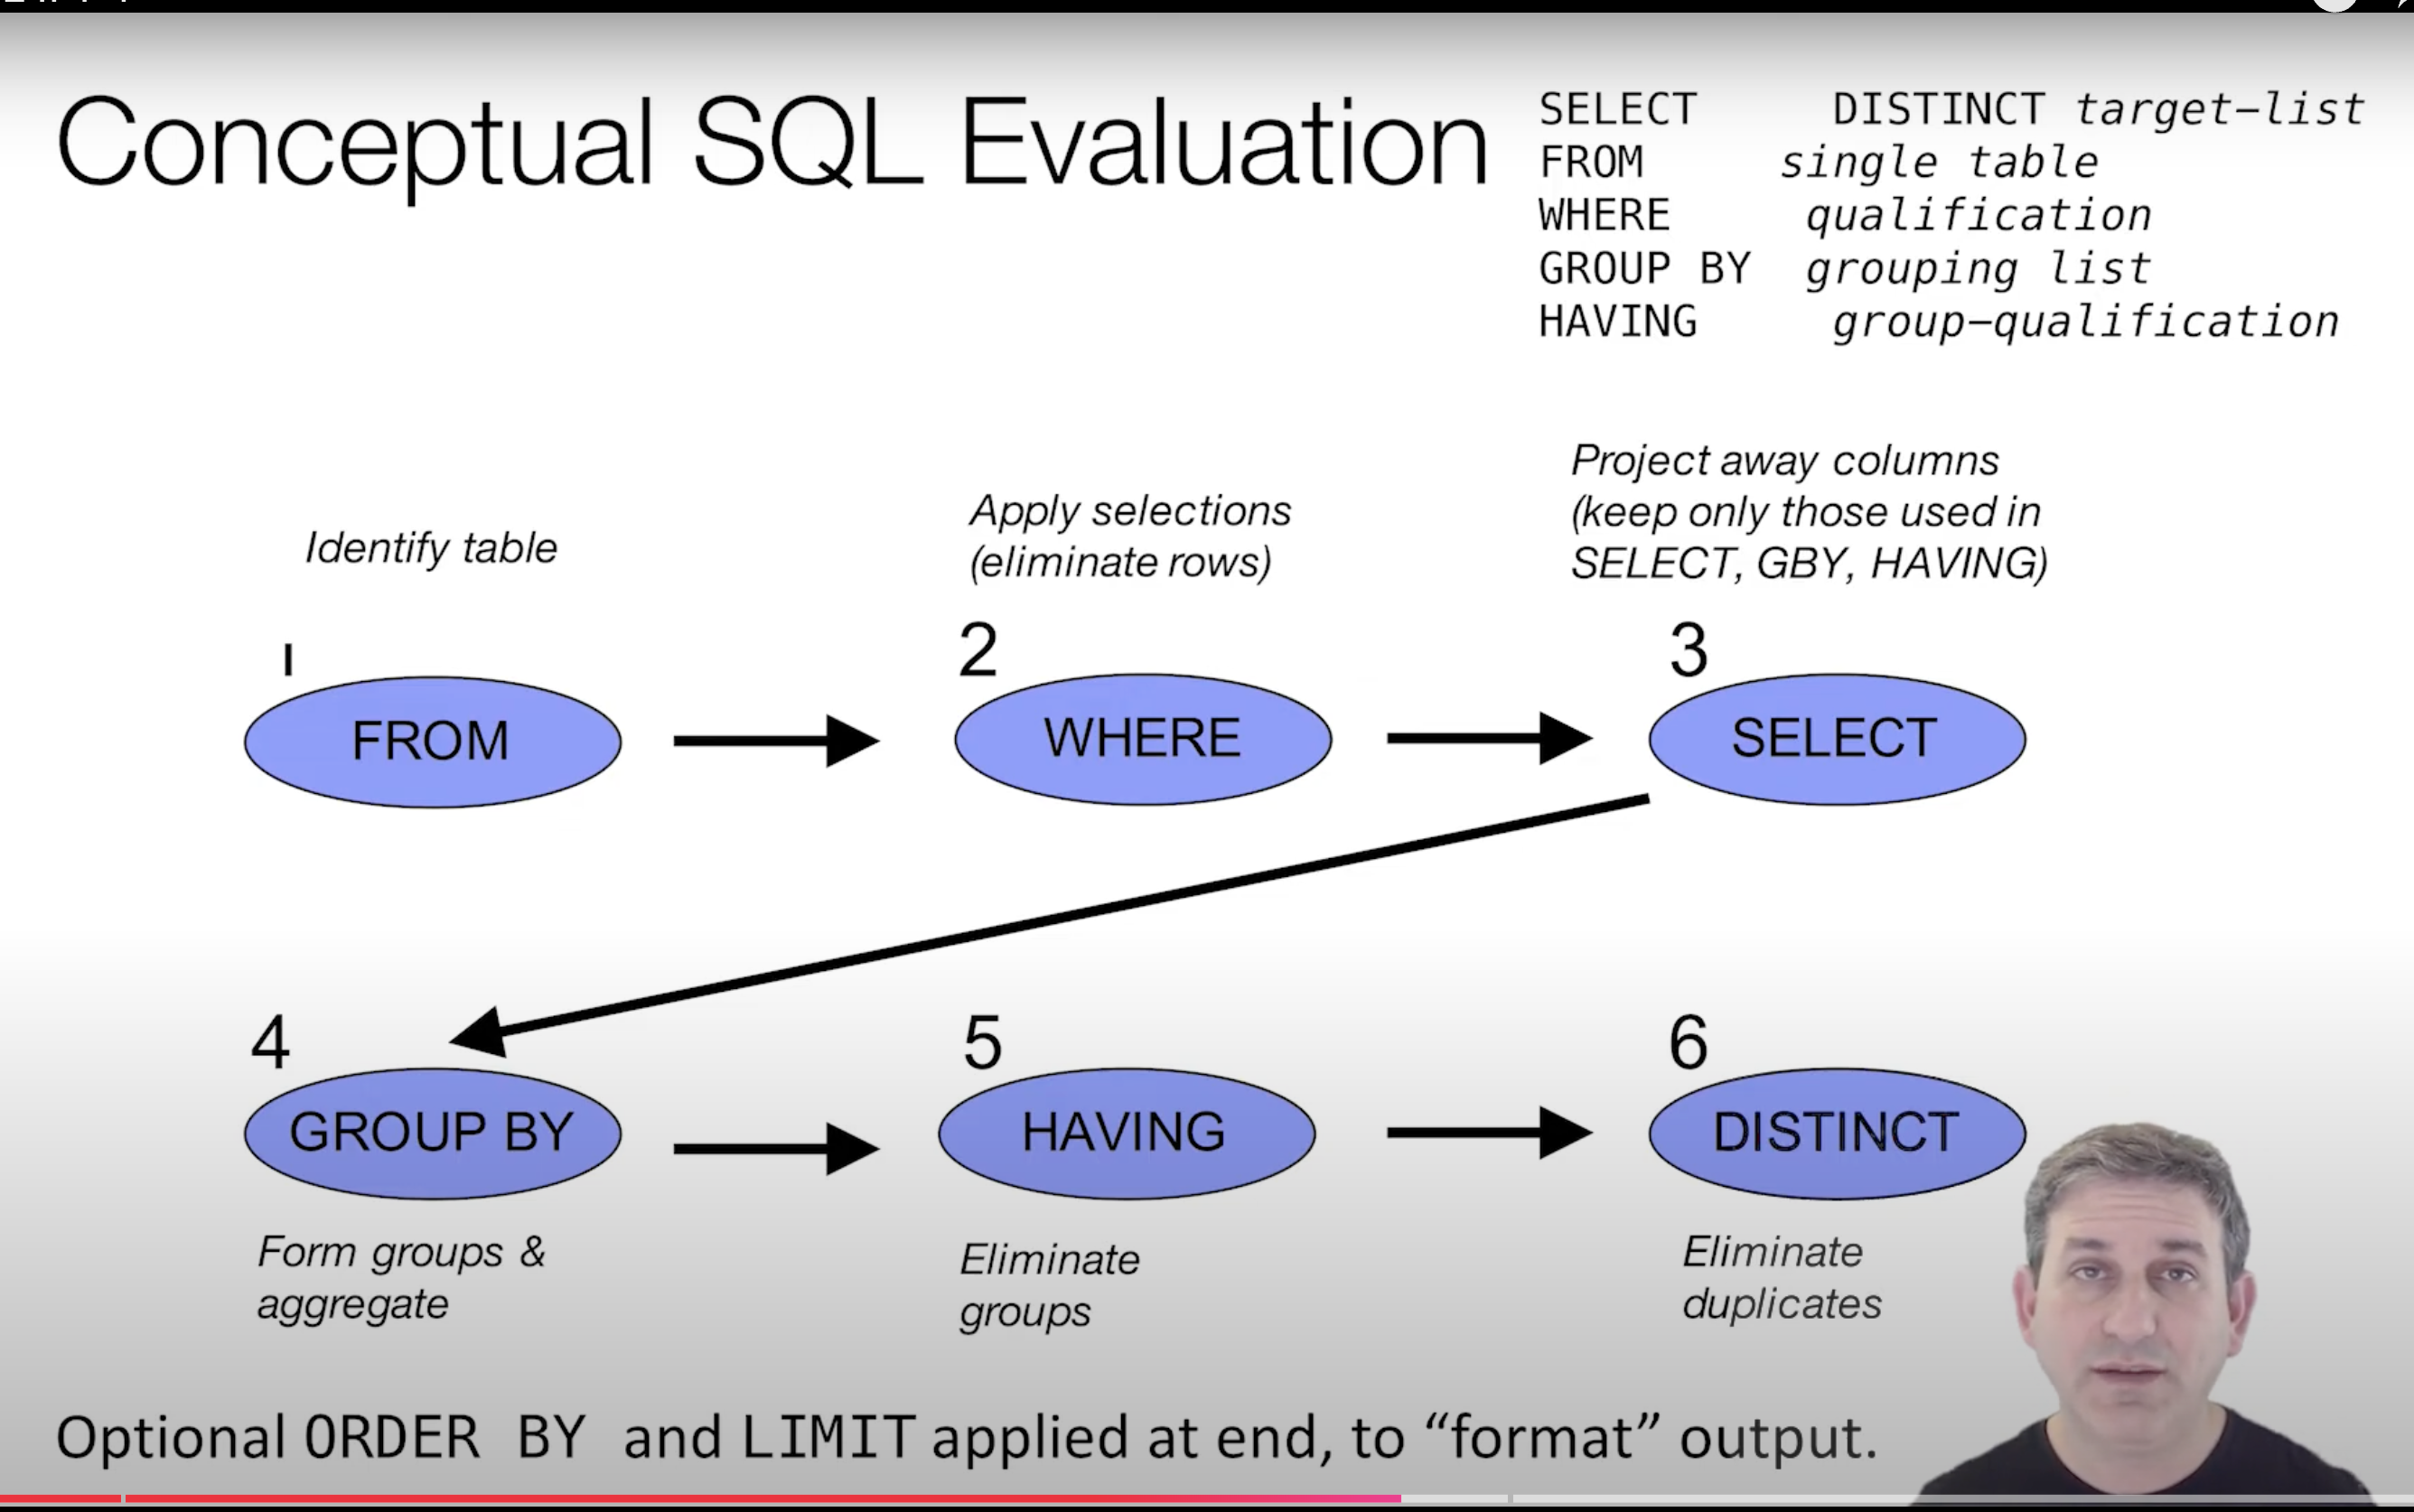 Conceptual SQL Evaluation
SELECT DISTINCT target-list
FROM single table
WHERE qualification
GROUP BY grouping list
HAVING group-qualification
Identify table
Apply selections
(eliminate rows)
Project away columns
(keep only those used in
SELECT, GBY, HAVING)
1
FROM
2
WHERE
3
SELECT
4
GROUP BY
5
HAVING
6
DISTINCT
Form groups &
aggregate
Eliminate
groups
Eliminate
duplicates
Optional ORDER BY and LIMIT applied at end, to “format” output.